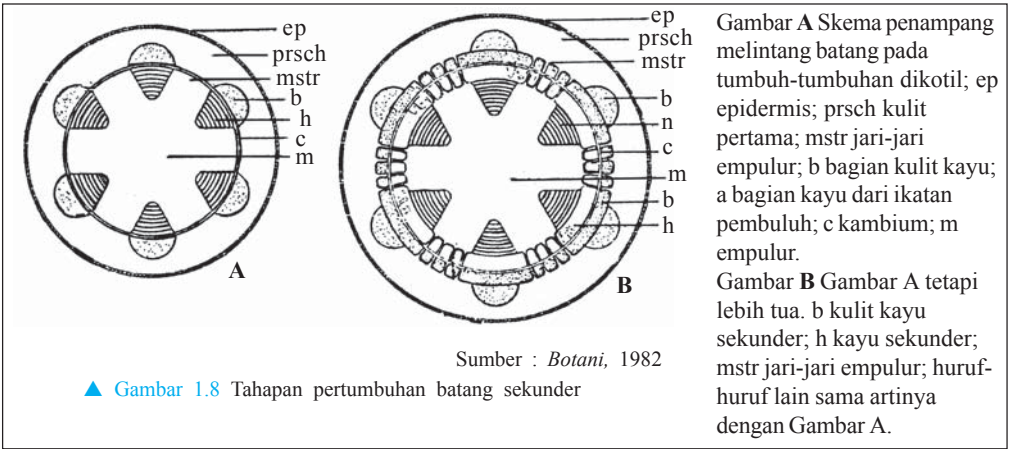 ep
prsch
mstr
b
h
c
m
A
ep
prsch
mstr
b
n
c
m
b
h
B
Sumber : Botani, 1982
▲ Gambar 1.8 Tahapan pertumbuhan batang sekunder
Gambar A Skema penampang
melintang batang pada
tumbuh-tumbuhan dikotil; ep
epidermis; prsch kulit
pertama; mstr jari-jari
empulur; b bagian kulit kayu;
a bagian kayu dari ikatan
pembuluh; c kambium; m
empulur.
Gambar B Gambar A tetapi
lebih tua. b kulit kayu
sekunder; h kayu sekunder;
mstr jari-jari empulur; huruf-
huruf lain sama artinya
dengan Gambar A.